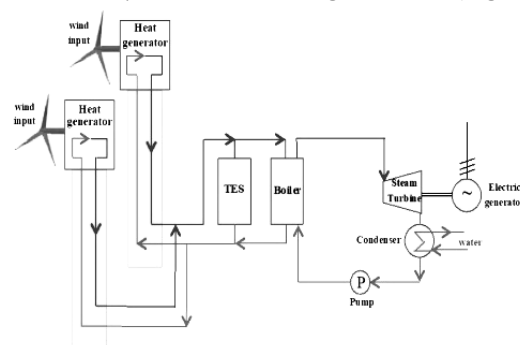 wind
input
Heat
generator
wind
input
Heat
generator
TES
Boiler
Steam
Turbine
~
Electric
generator
Condenser
water
P
Pump